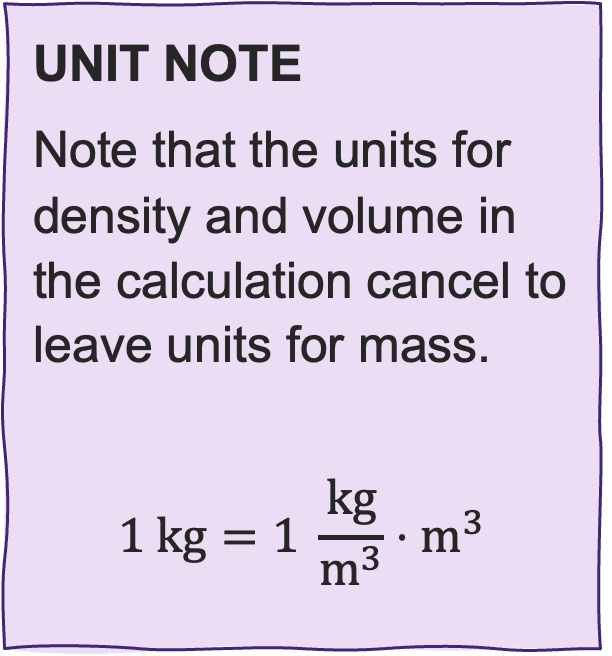 UNIT NOTE
Note that the units for
density and volume in
the calculation cancel to
leave units for mass.
1 kg = 1 kg/m³ · m³